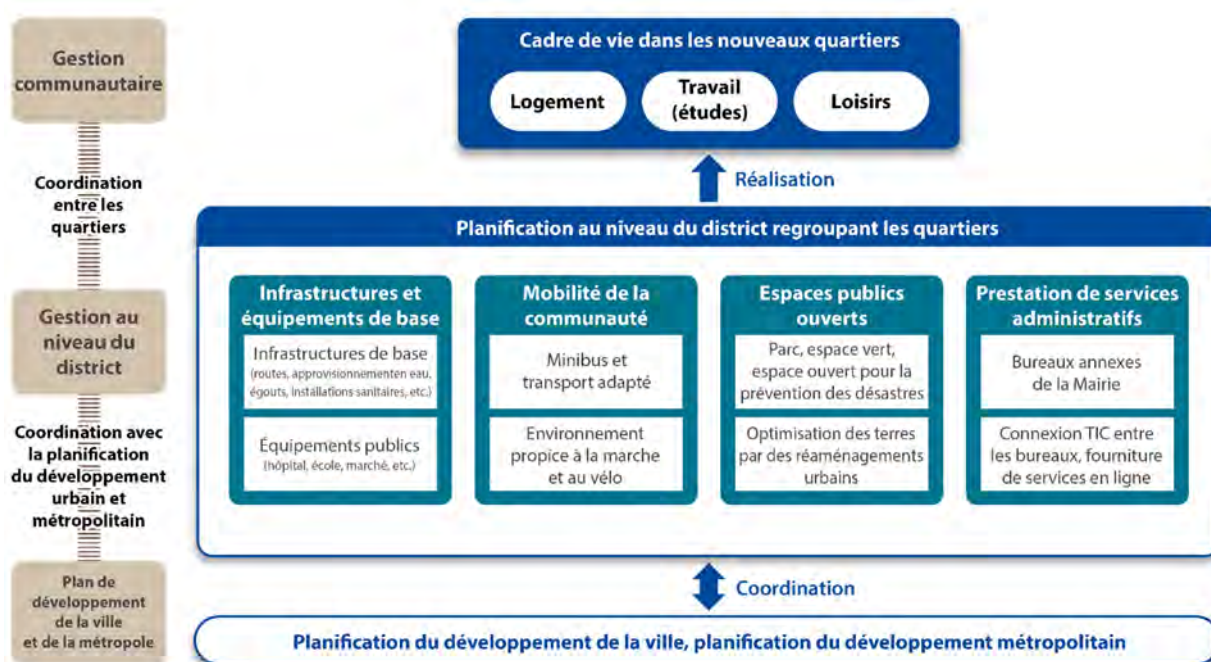 Gestion
communautaire
Coordination
entre les
quartiers
Gestion au
niveau du
district
Coordination avec
la planification
du développement
urbain et
métropolitain
Plan de
développement
de la ville
et de la métropole
Cadre de vie dans les nouveaux quartiers
Logement
Travail
(études)
Loisirs
Réalisation
Planification au niveau du district regroupant les quartiers
Infrastructures et
équipements de base
Infrastructures de base
(routes, approvisionnementen eau,
égouts, installations sanitaires, etc.)
Équipements publics
(hôpital, école, marché, etc.)
Mobilité de la
communauté
Minibus et
transport adapté
Environnement
propice à la marche
et au vélo
Espaces publics
ouverts
Parc, espace vert,
espace ouvert pour la
prévention des désastres
Optimisation des terres
par des réaménagements
urbains
Prestation de services
administratifs
Bureaux annexes
de la Mairie
Connexion TIC entre
les bureaux, fourniture
de services en ligne
Coordination
Planification du développement de la ville, planification du développement métropolitain